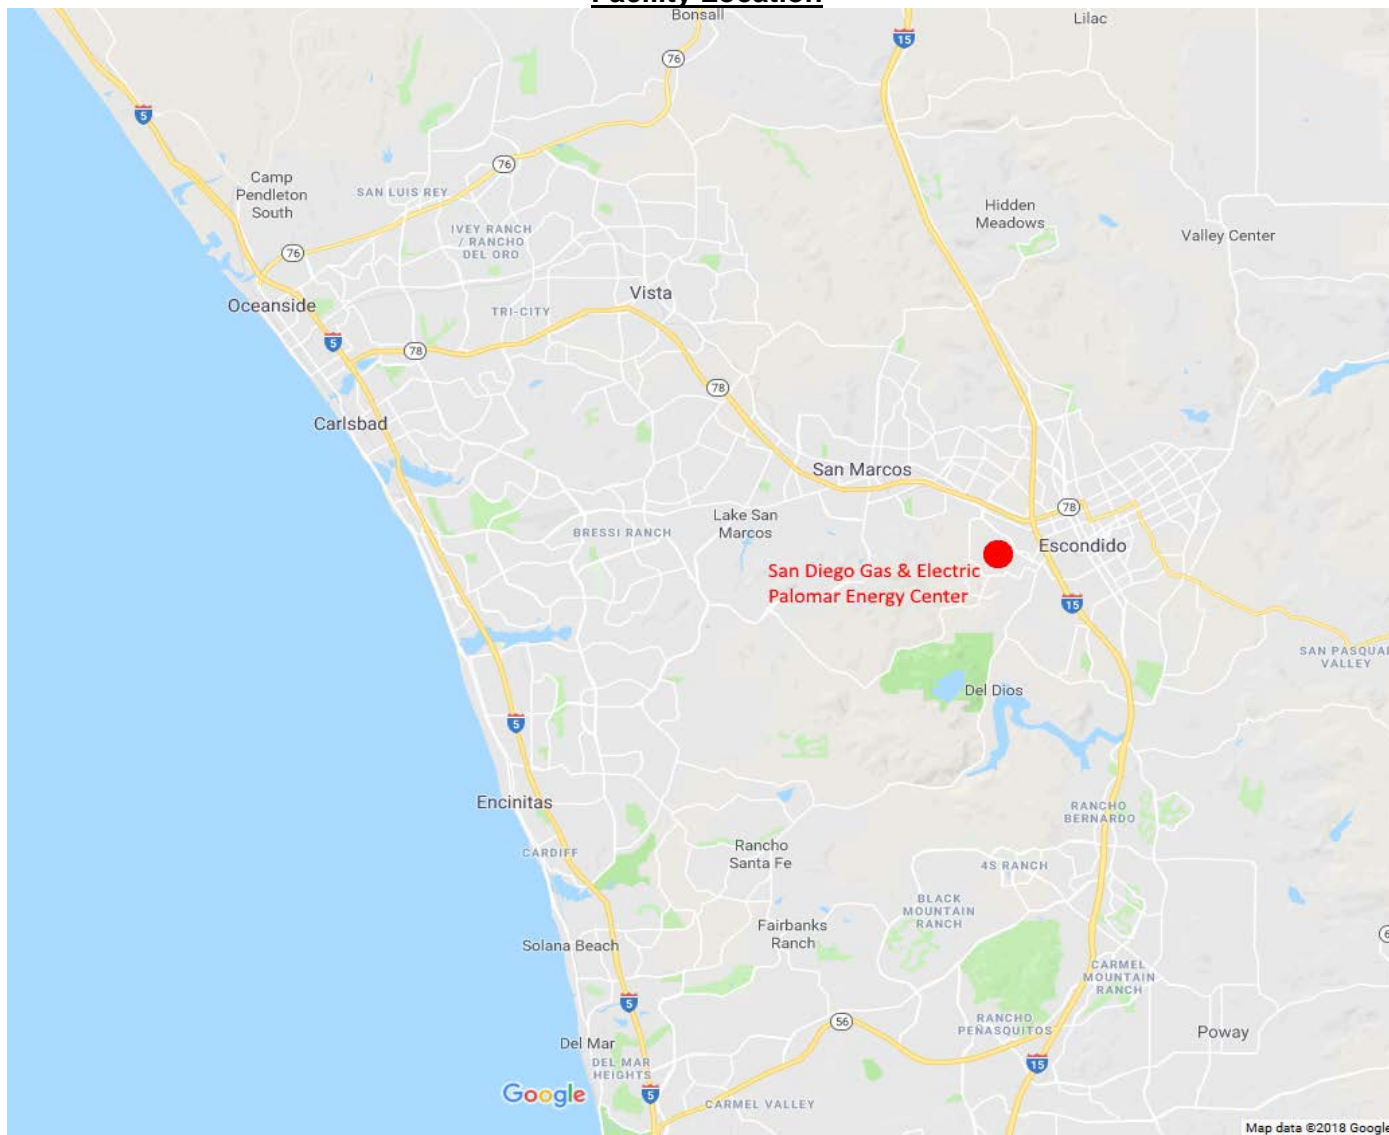 Facility Location
Bonsall
Lilac
15
76
5
76
Camp
Pendleton
South
SAN LUIS REY
Hidden
Meadows
IVEY RANCH
/ RANCHO
DEL ORO
Valley Center
76
Vista
Oceanside
TRI-CITY
5
78
78
Carlsbad
San Marcos
78
Lake San
Marcos
BRESSI RANCH
Escondido
San Diego Gas & Electric
Palomar Energy Center
15
SAN PASQUAL
VALLEY
Del Dios
5
Encinitas
RANCHO
BERNARDO
CARDIFF
Rancho
Santa Fe
4S RANCH
BLACK
MOUNTAIN
RANCH
Fairbanks
Ranch
Solana Beach
CARMEL
MOUNTAIN
RANCH
5
56
RANCHO
PEÑASQUITOS
Poway
Del Mar
DEL MAR
HEIGHTS
15
Google
5
CARMEL VALLEY
Map data ©2018 Google